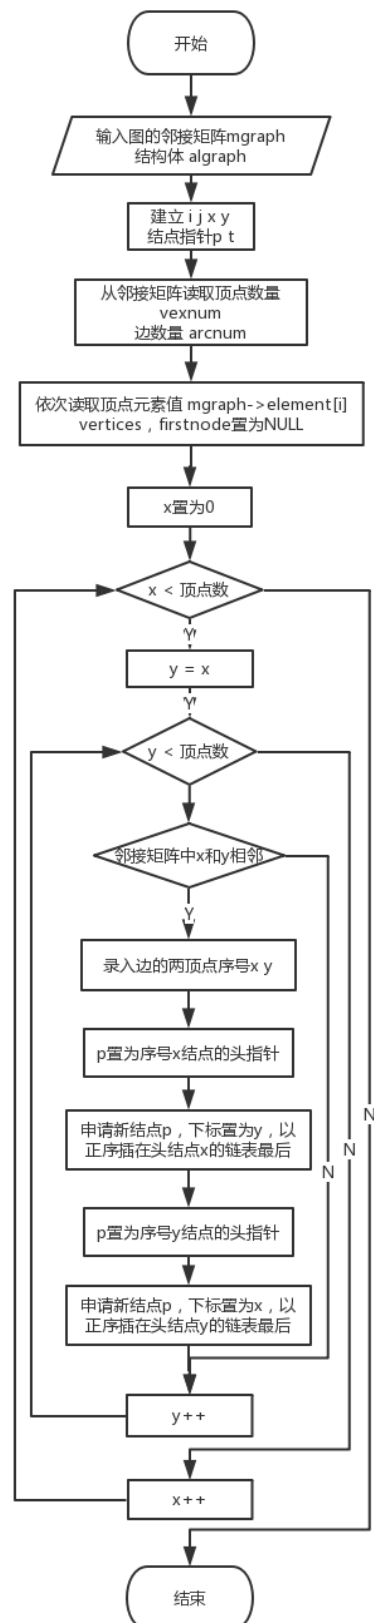 开始
输入图的邻接矩阵mgraph
结构体 algraph
建立 i j x y
结点指针p t
从邻接矩阵读取顶点数量
vexnum
边数量 arcnum
依次读取顶点元素值 mgraph->element[i]
vertices，firstnode置为NULL
x置为0
x < 顶点数
Y
y = x
Y
y < 顶点数
邻接矩阵中x和y相邻
Y
录入边的两顶点序号x y
p置为序号x结点的头指针
N
申请新结点p，下标置为y，以
正序插在头结点x的链表最后
N
N
p置为序号y结点的头指针
申请新结点p，下标置为x，以
正序插在头结点y的链表最后
y++
x++
结束